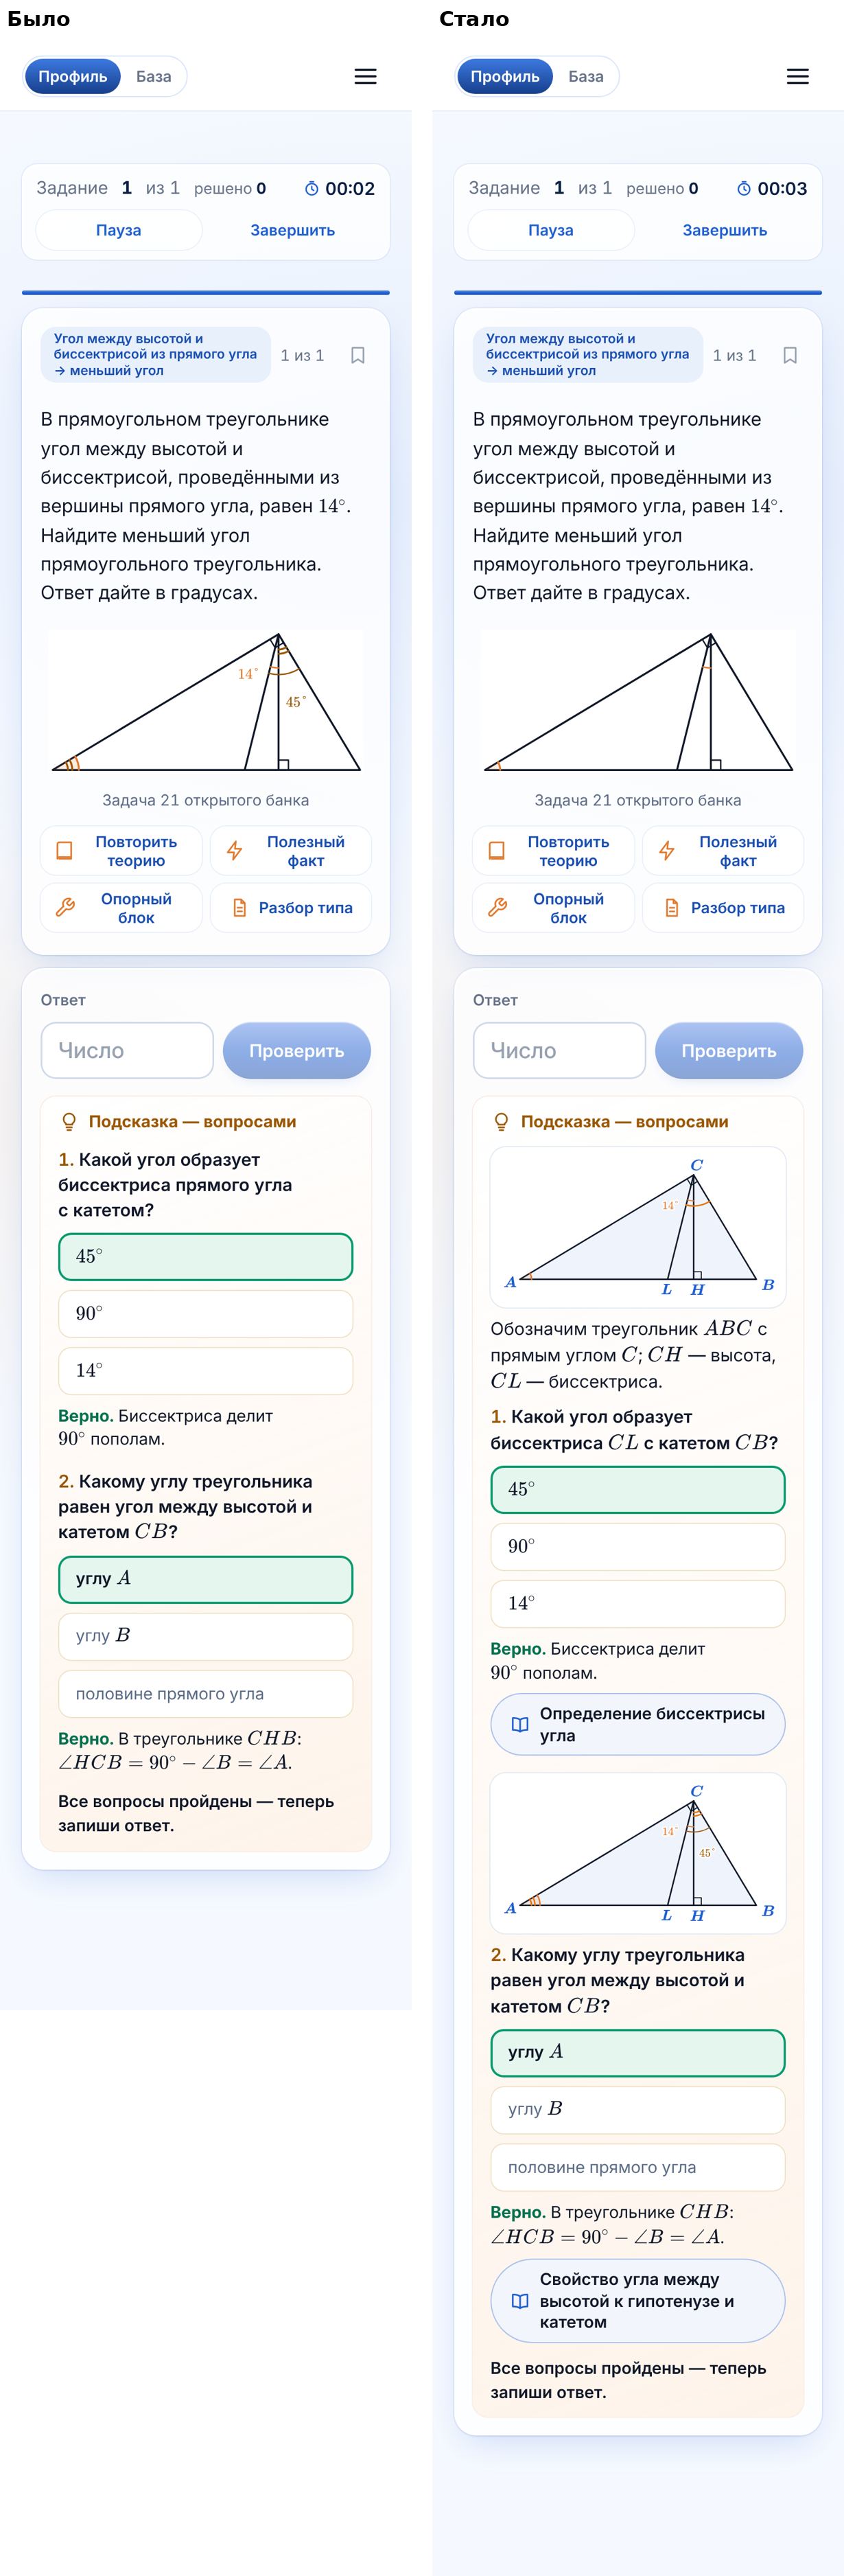 Было
Профиль База
Задание 1 из 1 решено 0 00:02
Пауза Завершить
Угол между высотой и
биссектрисой из прямого угла
→ меньший угол
1 из 1
В прямоугольном треугольнике
угол между высотой и
биссектрисой, проведёнными из
вершины прямого угла, равен 14°.
Найдите меньший угол
прямоугольного треугольника.
Ответ дайте в градусах.
14°
45°
Задача 21 открытого банка
Повторить
теорию
Полезный
факт
Опорный
блок
Разбор типа
Ответ
Число Проверить
Подсказка — вопросами
1. Какой угол образует
биссектриса прямого угла
с катетом?
45°
90°
14°
Верно. Биссектриса делит
90° пополам.
2. Какому углу треугольника
равен угол между высотой и
катетом CB?
углу A
углу B
половине прямого угла
Верно. В треугольнике CHB:
∠HCB = 90° − ∠B = ∠A.
Все вопросы пройдены — теперь
запиши ответ.
Стало
Профиль База
Задание 1 из 1 решено 0 00:03
Пауза Завершить
Угол между высотой и
биссектрисой из прямого угла
→ меньший угол
1 из 1
В прямоугольном треугольнике
угол между высотой и
биссектрисой, проведёнными из
вершины прямого угла, равен 14°.
Найдите меньший угол
прямоугольного треугольника.
Ответ дайте в градусах.
Задача 21 открытого банка
Повторить
теорию
Полезный
факт
Опорный
блок
Разбор типа
Ответ
Число Проверить
Подсказка — вопросами
C
14°
A
L H B
Обозначим треугольник ABC с
прямым углом C; CH — высота,
CL — биссектриса.
1. Какой угол образует
биссектриса CL с катетом CB?
45°
90°
14°
Верно. Биссектриса делит
90° пополам.
Определение биссектрисы
угла
C
14°
45°
A
L H B
2. Какому углу треугольника
равен угол между высотой и
катетом CB?
углу A
углу B
половине прямого угла
Верно. В треугольнике CHB:
∠HCB = 90° − ∠B = ∠A.
Свойство угла между
высотой к гипотенузе и
катетом
Все вопросы пройдены — теперь
запиши ответ.